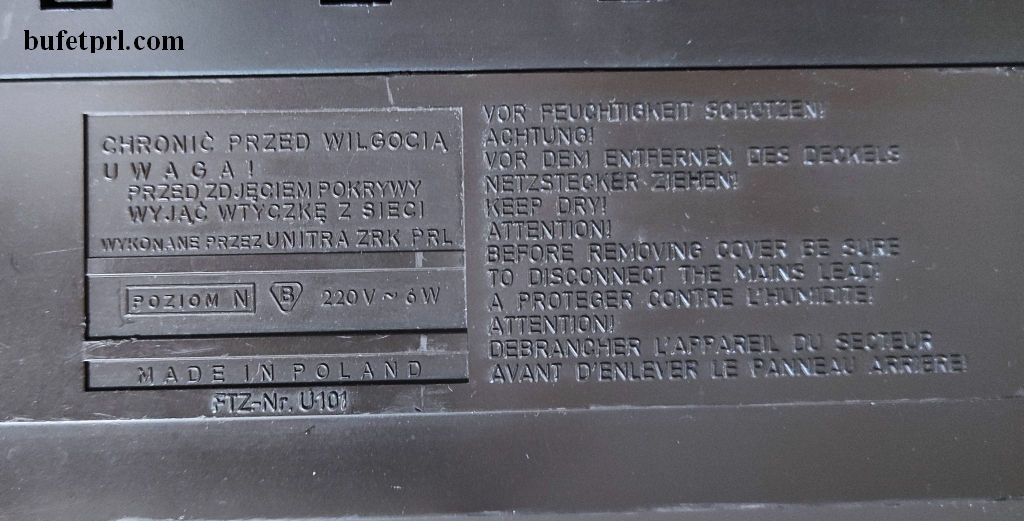 bufetprl.com
CHRONIĆ PRZED WILGOCIĄ
UWAGA!
PRZED ZDJĘCIEM POKRYWY
WYJĄĆ WTYCZKĘ Z SIECI
WYKONANE PRZEZ UNITRA ZRK PRL
POZIOM N B 220V~6W
MADE IN POLAND
FTZ-Nr. U101
VOR FEUCHTIGKEIT SCHÜTZEN!
ACHTUNG!
VOR DEM ENTFERNEN DES DECKELS
NETZSTECKER ZIEHEN!
KEEP DRY!
ATTENTION!
BEFORE REMOVING COVER BE SURE
TO DISCONNECT THE MAINS LEAD!
A PROTEGER CONTRE L'HUMIDITE!
ATTENTION!
DEBRANCHER L'APPAREIL DU SECTEUR
AVANT D'ENLEVER LE PANNEAU ARRIERE!